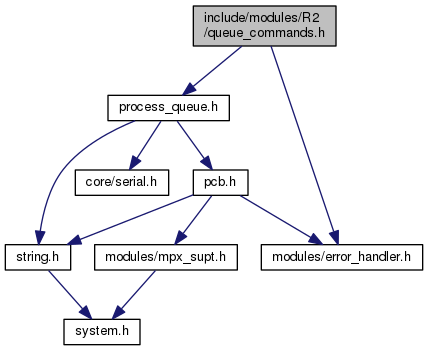 include/modules/R2
/queue_commands.h
process_queue.h
core/serial.h
pcb.h
string.h
modules/mpx_supt.h
modules/error_handler.h
system.h